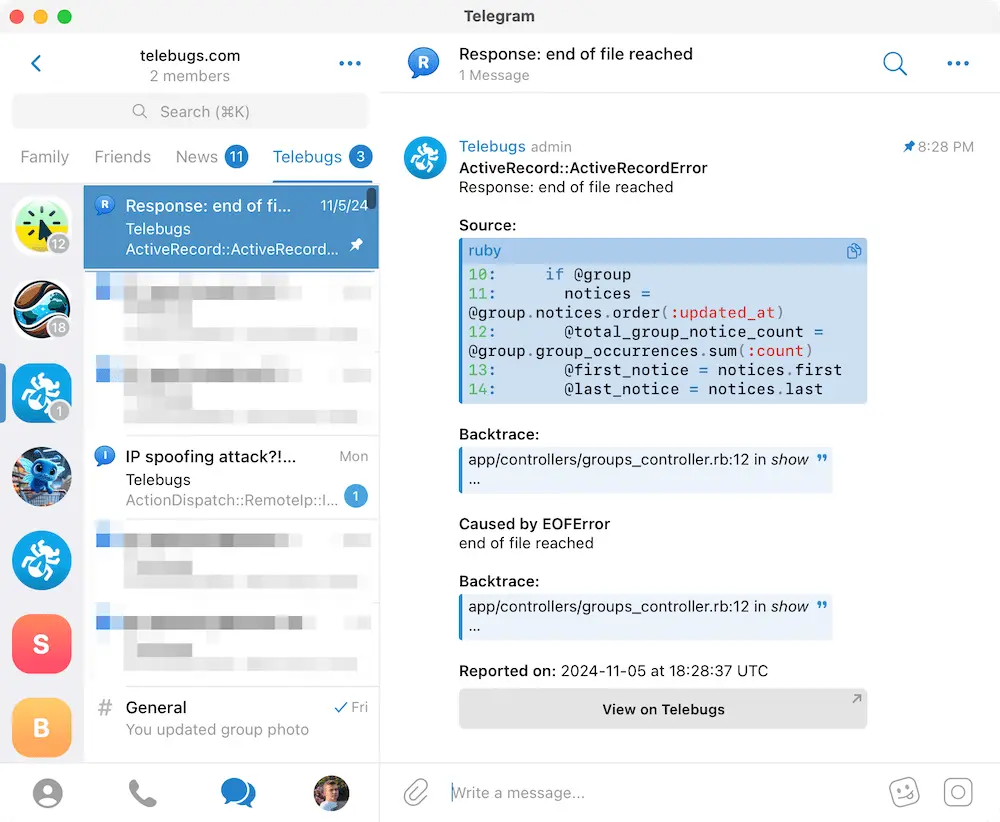 Telegram
telebugs.com
2 members
Search (⌘K)
Family Friends News 11 Telebugs 3
12
18
1
S
B
R Response: end of fi... 11/5/24
Telebugs
ActiveRecord::ActiveRecord...
I IP spoofing attack?!... Mon
Telebugs
ActionDispatch::RemoteIp::I... 1
# General Fri
You updated group photo
R Response: end of file reached
1 Message
Telebugs admin 8:28 PM
ActiveRecord::ActiveRecordError
Response: end of file reached
Source:
ruby
10:      if @group
11:        notices =
@group.notices.order(:updated_at)
12:        @total_group_notice_count =
@group.group_occurrences.sum(:count)
13:        @first_notice = notices.first
14:        @last_notice = notices.last
Backtrace:
app/controllers/groups_controller.rb:12 in show
...
Caused by EOFError
end of file reached
Backtrace:
app/controllers/groups_controller.rb:12 in show
...
Reported on: 2024-11-05 at 18:28:37 UTC
View on Telebugs
Write a message...